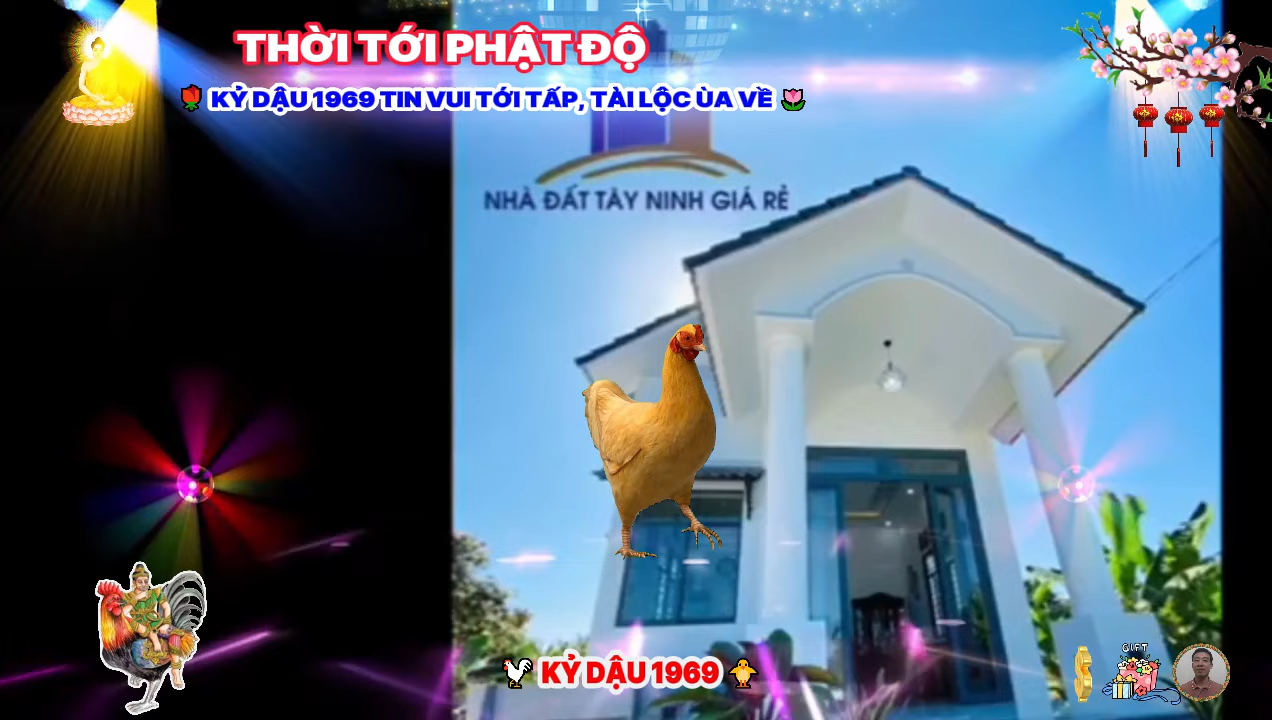 THỜI TỚI PHẬT ĐỘ
KỶ DẬU 1969 TIN VUI TỚI TẤP, TÀI LỘC ÙA VỀ
NHÀ ĐẤT TÂY NINH GIÁ RẺ
KỶ DẬU 1969
GIFT